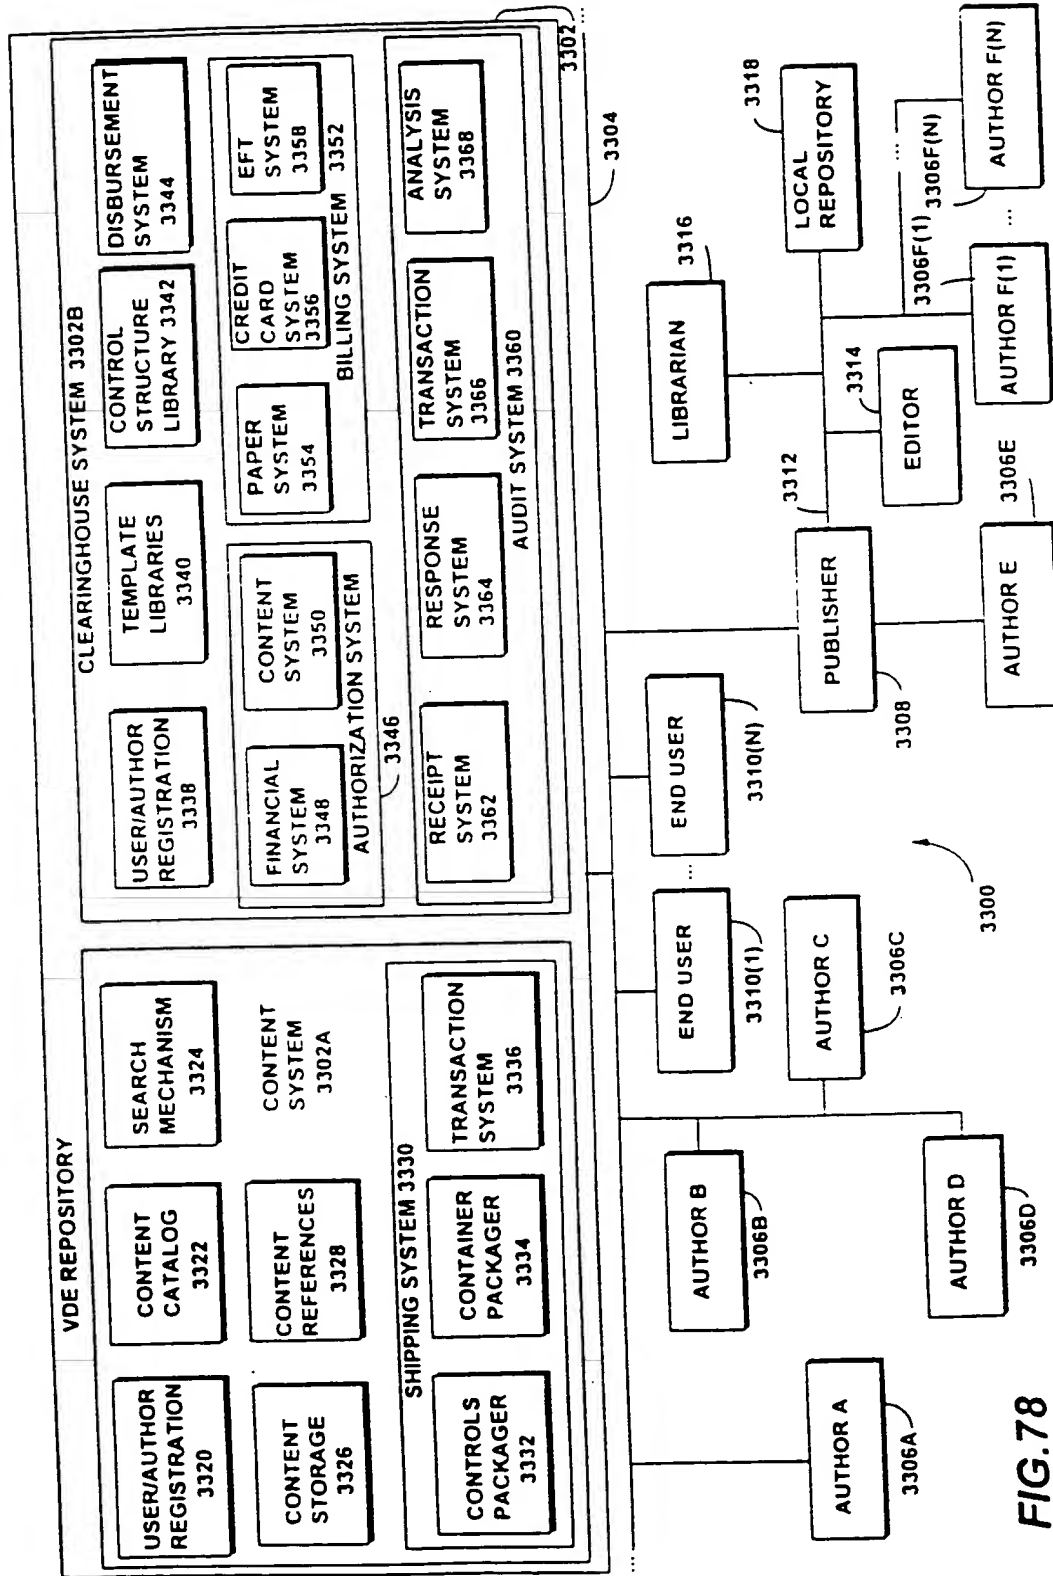 VDE REPOSITORY
USER/AUTHOR
REGISTRATION
3320
CONTENT
CATALOG
3322
SEARCH
MECHANISM
3324
CONTENT
STORAGE
3326
CONTENT
REFERENCES
3328
CONTENT
SYSTEM
3302A
SHIPPING SYSTEM 3330
CONTROLS
PACKAGER
3332
CONTAINER
PACKAGER
3334
TRANSACTION
SYSTEM
3336
CLEARINGHOUSE SYSTEM 3302B
USER/AUTHOR
REGISTRATION
3338
TEMPLATE
LIBRARIES
3340
CONTROL
STRUCTURE
LIBRARY 3342
DISBURSEMENT
SYSTEM
3344
FINANCIAL
SYSTEM
3348
CONTENT
SYSTEM
3350
AUTHORIZATION SYSTEM
3346
PAPER
SYSTEM
3354
CREDIT
CARD
SYSTEM
3356
EFT
SYSTEM
3358
BILLING SYSTEM 3352
RECEIPT
SYSTEM
3362
RESPONSE
SYSTEM
3364
TRANSACTION
SYSTEM
3366
ANALYSIS
SYSTEM
3368
AUDIT SYSTEM 3360
3302
...
...
3304
AUTHOR A
3306A
AUTHOR B
3306B
AUTHOR C
3306C
AUTHOR D
3306D
END USER
3310(1)
...
END USER
3310(N)
3300
PUBLISHER
3308
3312
AUTHOR E
3306E
EDITOR
3314
LIBRARIAN
3316
LOCAL
REPOSITORY
3318
AUTHOR F(1)
3306F(1)
...
...
AUTHOR F(N)
3306F(N)
FIG.78